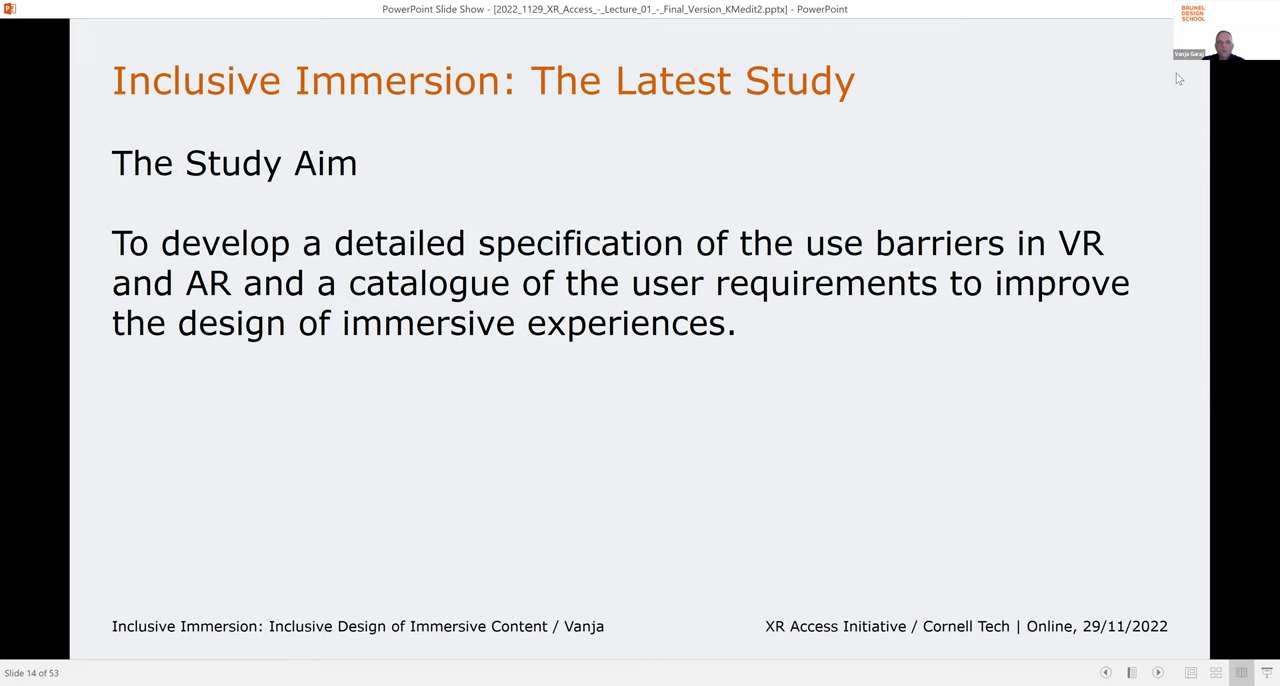 PowerPoint Slide Show - [2022_1129_XR_Access_-_Lecture_01_-_Final_Version_KMedit2.pptx] - PowerPoint
BRUNEL
DESIGN
SCHOOL
Vanja Garaj
Inclusive Immersion: The Latest Study
The Study Aim
To develop a detailed specification of the use barriers in VR
and AR and a catalogue of the user requirements to improve
the design of immersive experiences.
Inclusive Immersion: Inclusive Design of Immersive Content / Vanja
XR Access Initiative / Cornell Tech | Online, 29/11/2022
Slide 14 of 53